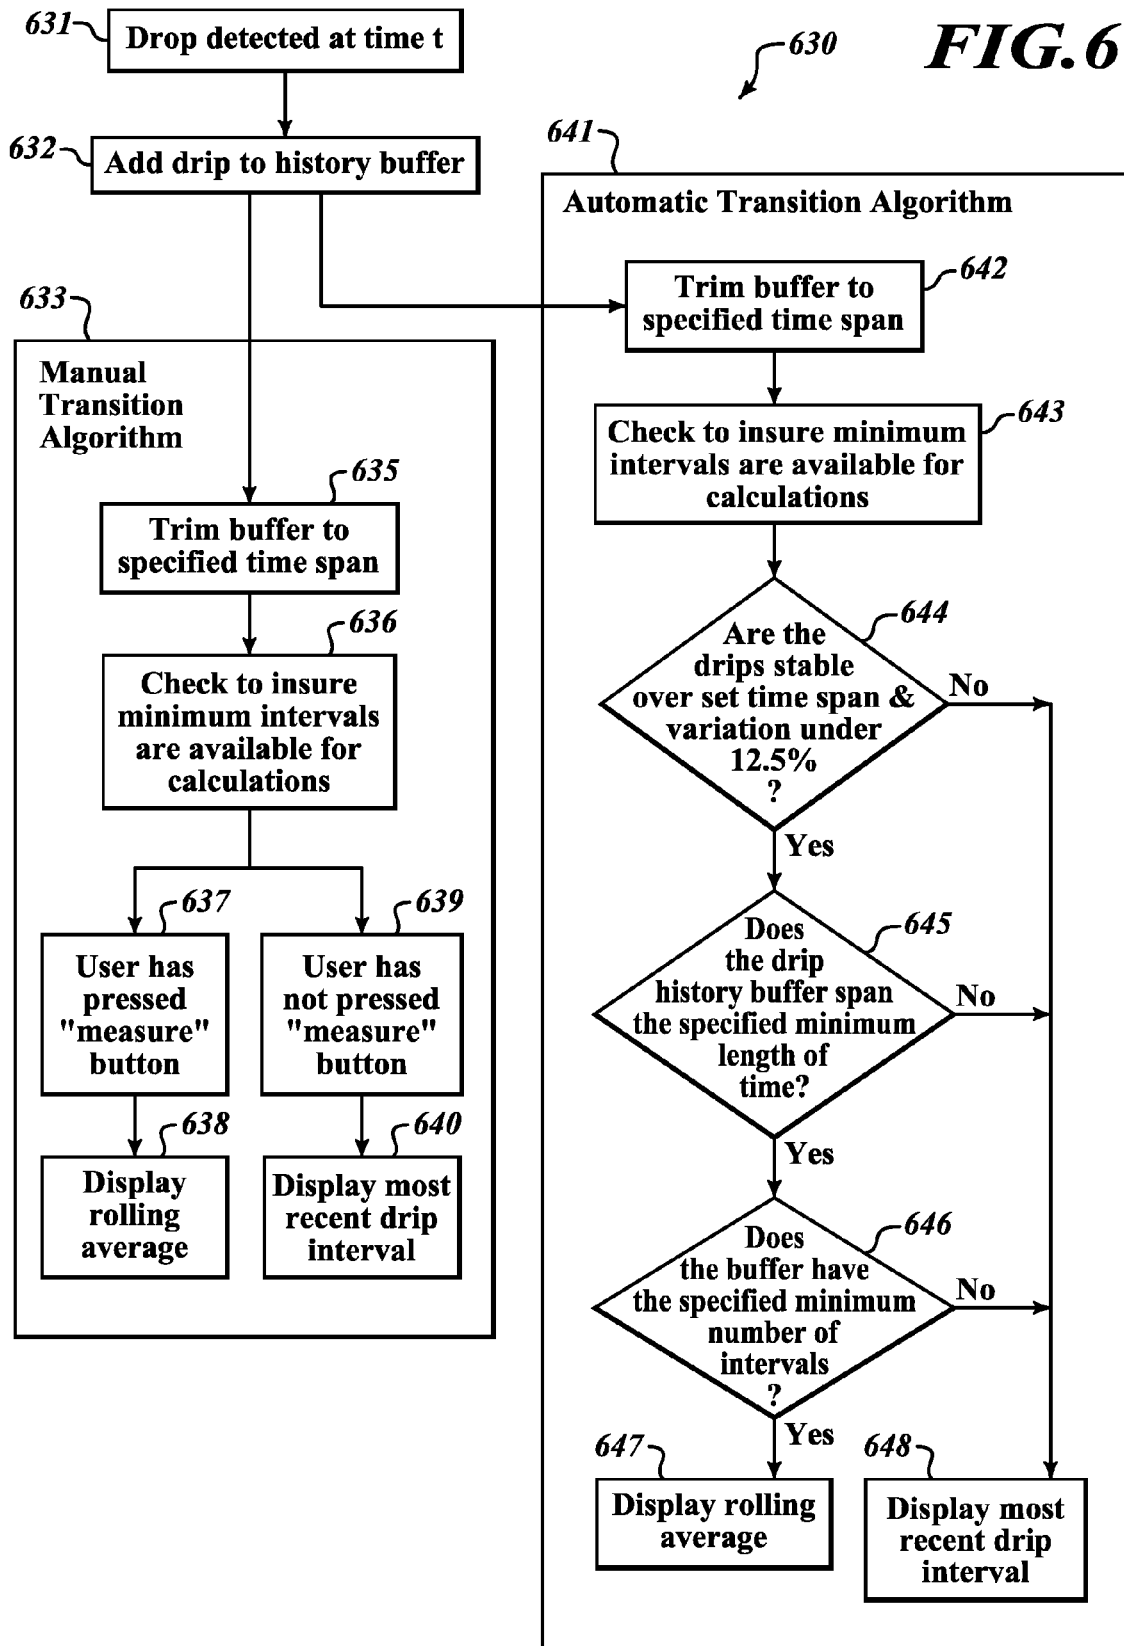 631
Drop detected at time t
630
FIG.6
632
Add drip to history buffer
633
Manual
Transition
Algorithm
635
Trim buffer to
specified time span
636
Check to insure
minimum intervals
are available for
calculations
637
User has
pressed
"measure"
button
639
User has
not pressed
"measure"
button
638
Display
rolling
average
640
Display most
recent drip
interval
641
Automatic Transition Algorithm
642
Trim buffer to
specified time span
643
Check to insure minimum
intervals are available for
calculations
644
Are the
drips stable
over set time span &
variation under
12.5%
?
No
Yes
645
Does
the drip
history buffer span
the specified minimum
length of
time?
No
Yes
646
Does
the buffer have
the specified minimum
number of
intervals
?
No
Yes
647
Display rolling
average
648
Display most
recent drip
interval